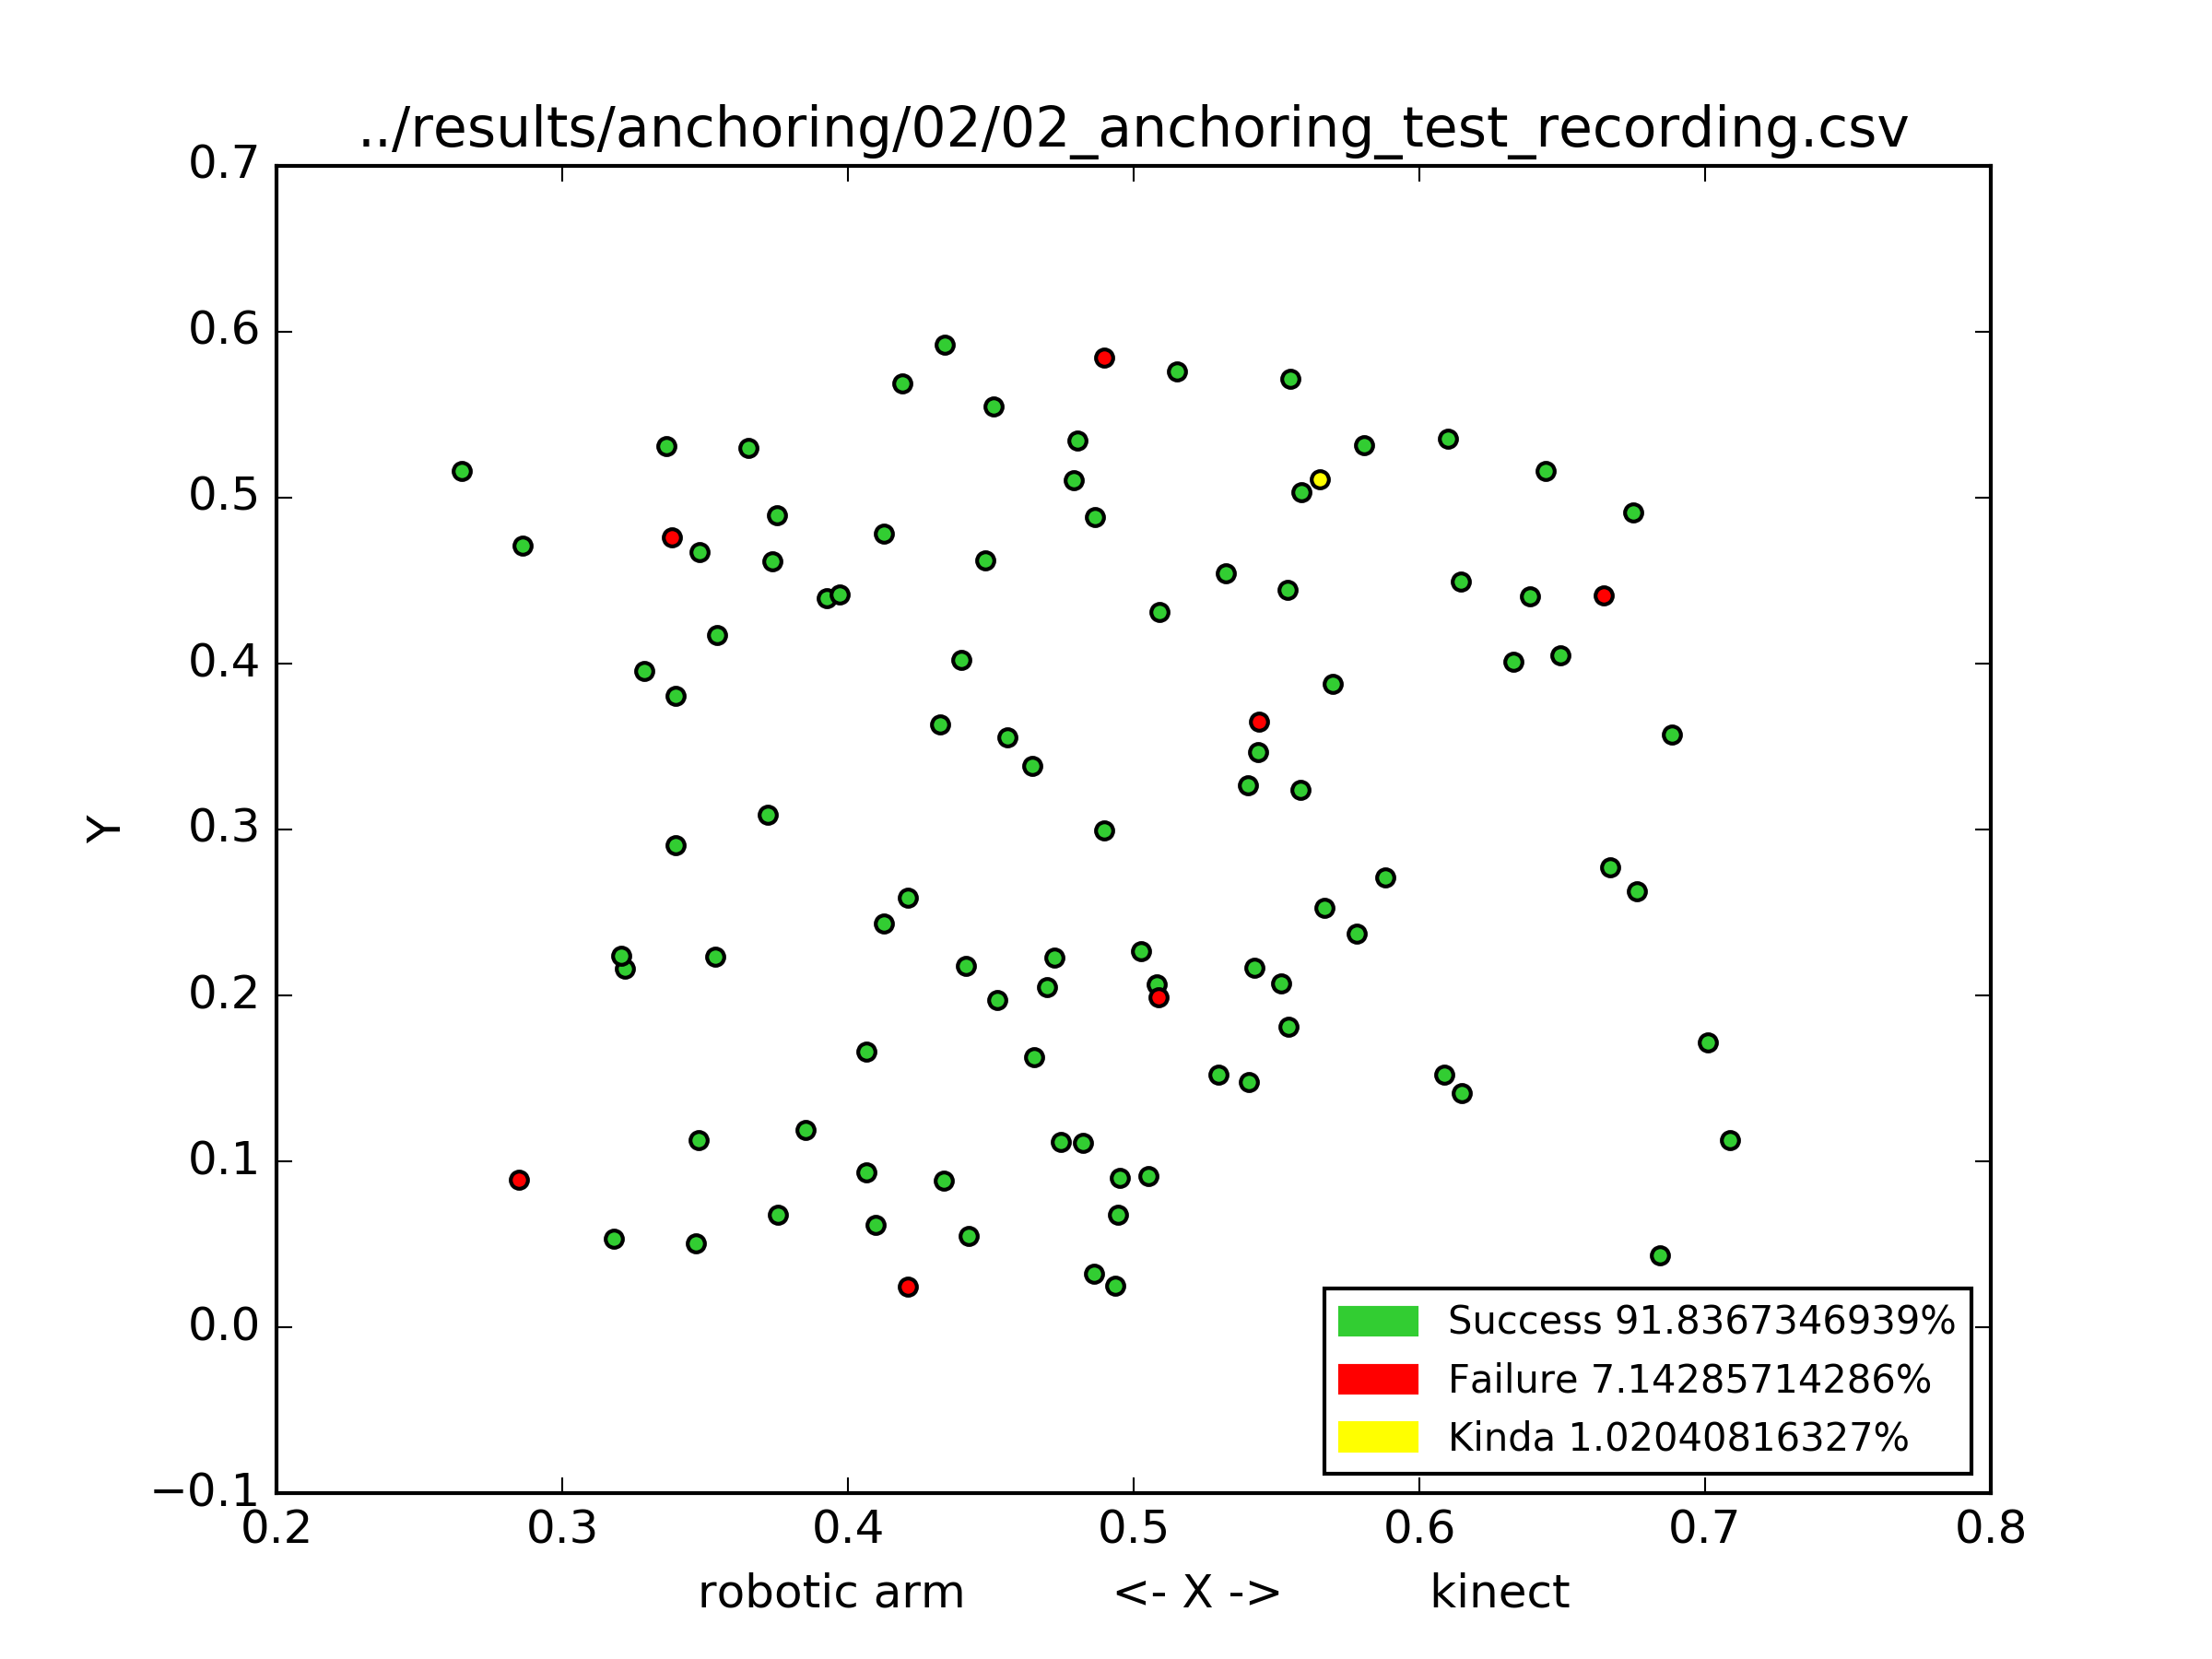 ../results/anchoring/02/02_anchoring_test_recording.csv
0.7
0.6
0.5
0.4
0.3
0.2
0.1
0.0
−0.1
Y
0.2 0.3 0.4 0.5 0.6 0.7 0.8
robotic arm <- X -> kinect
Success 91.8367346939%
Failure 7.14285714286%
Kinda 1.02040816327%